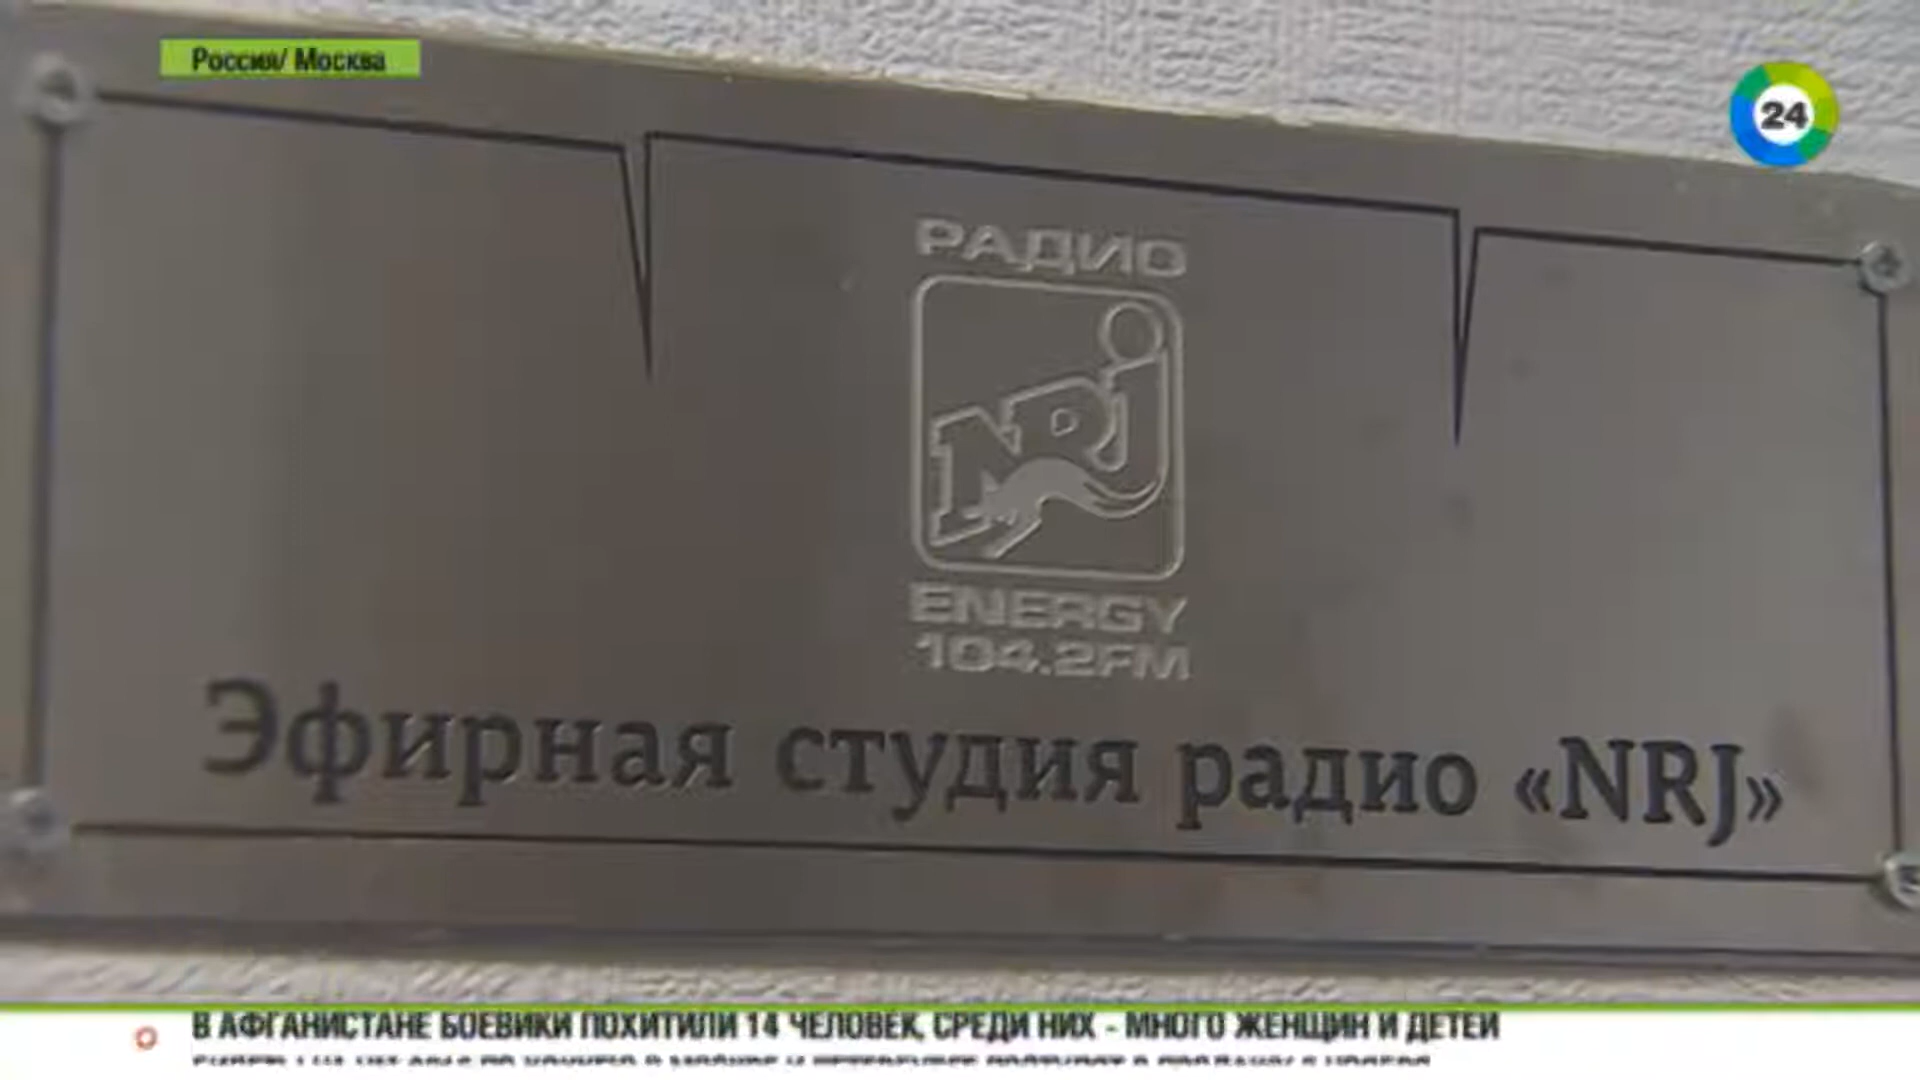 Россия/ Москва
24
РАДИО
NRJ
ENERGY
104.2FM
Эфирная студия радио «NRJ»
В АФГАНИСТАНЕ БОЕВИКИ ПОХИТИЛИ 14 ЧЕЛОВЕК, СРЕДИ НИХ - МНОГО ЖЕНЩИН И ДЕТЕЙ